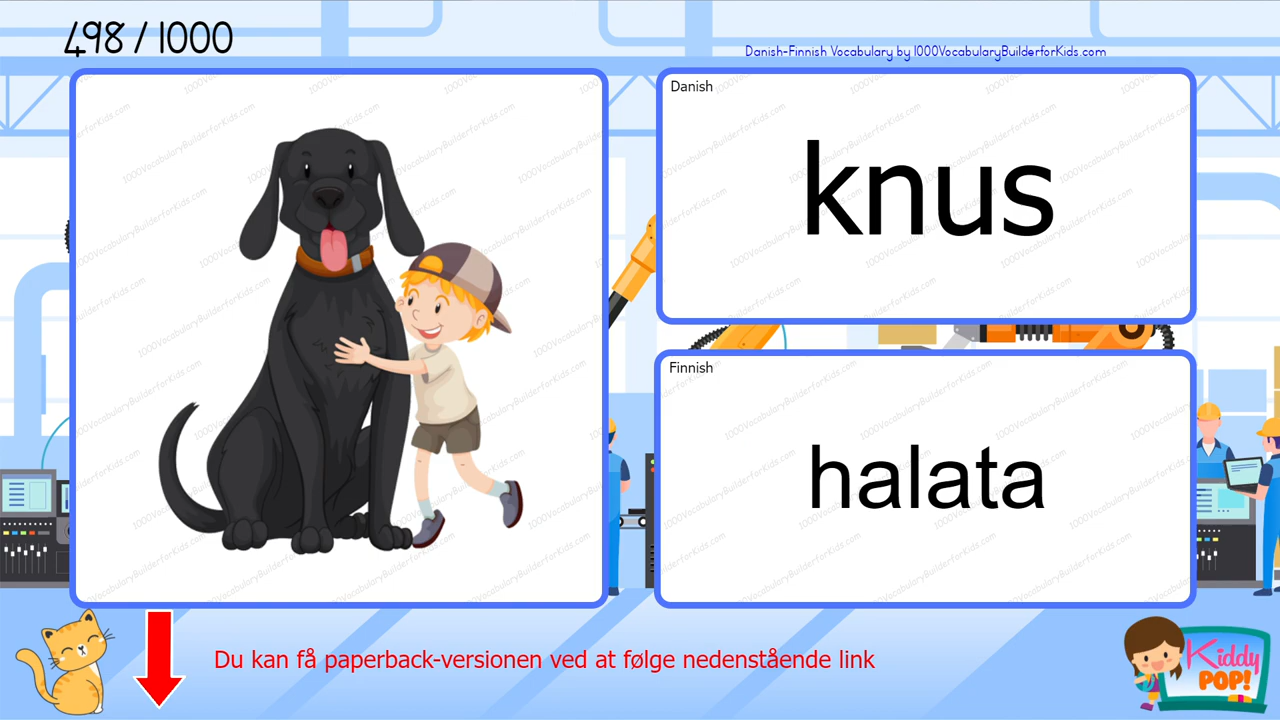 498 / 1000
Danish-Finnish Vocabulary by 1000VocabularyBuilderforKids.com
Danish
knus
Finnish
halata
Du kan få paperback-versionen ved at følge nedenstående link
Kiddy
POP!